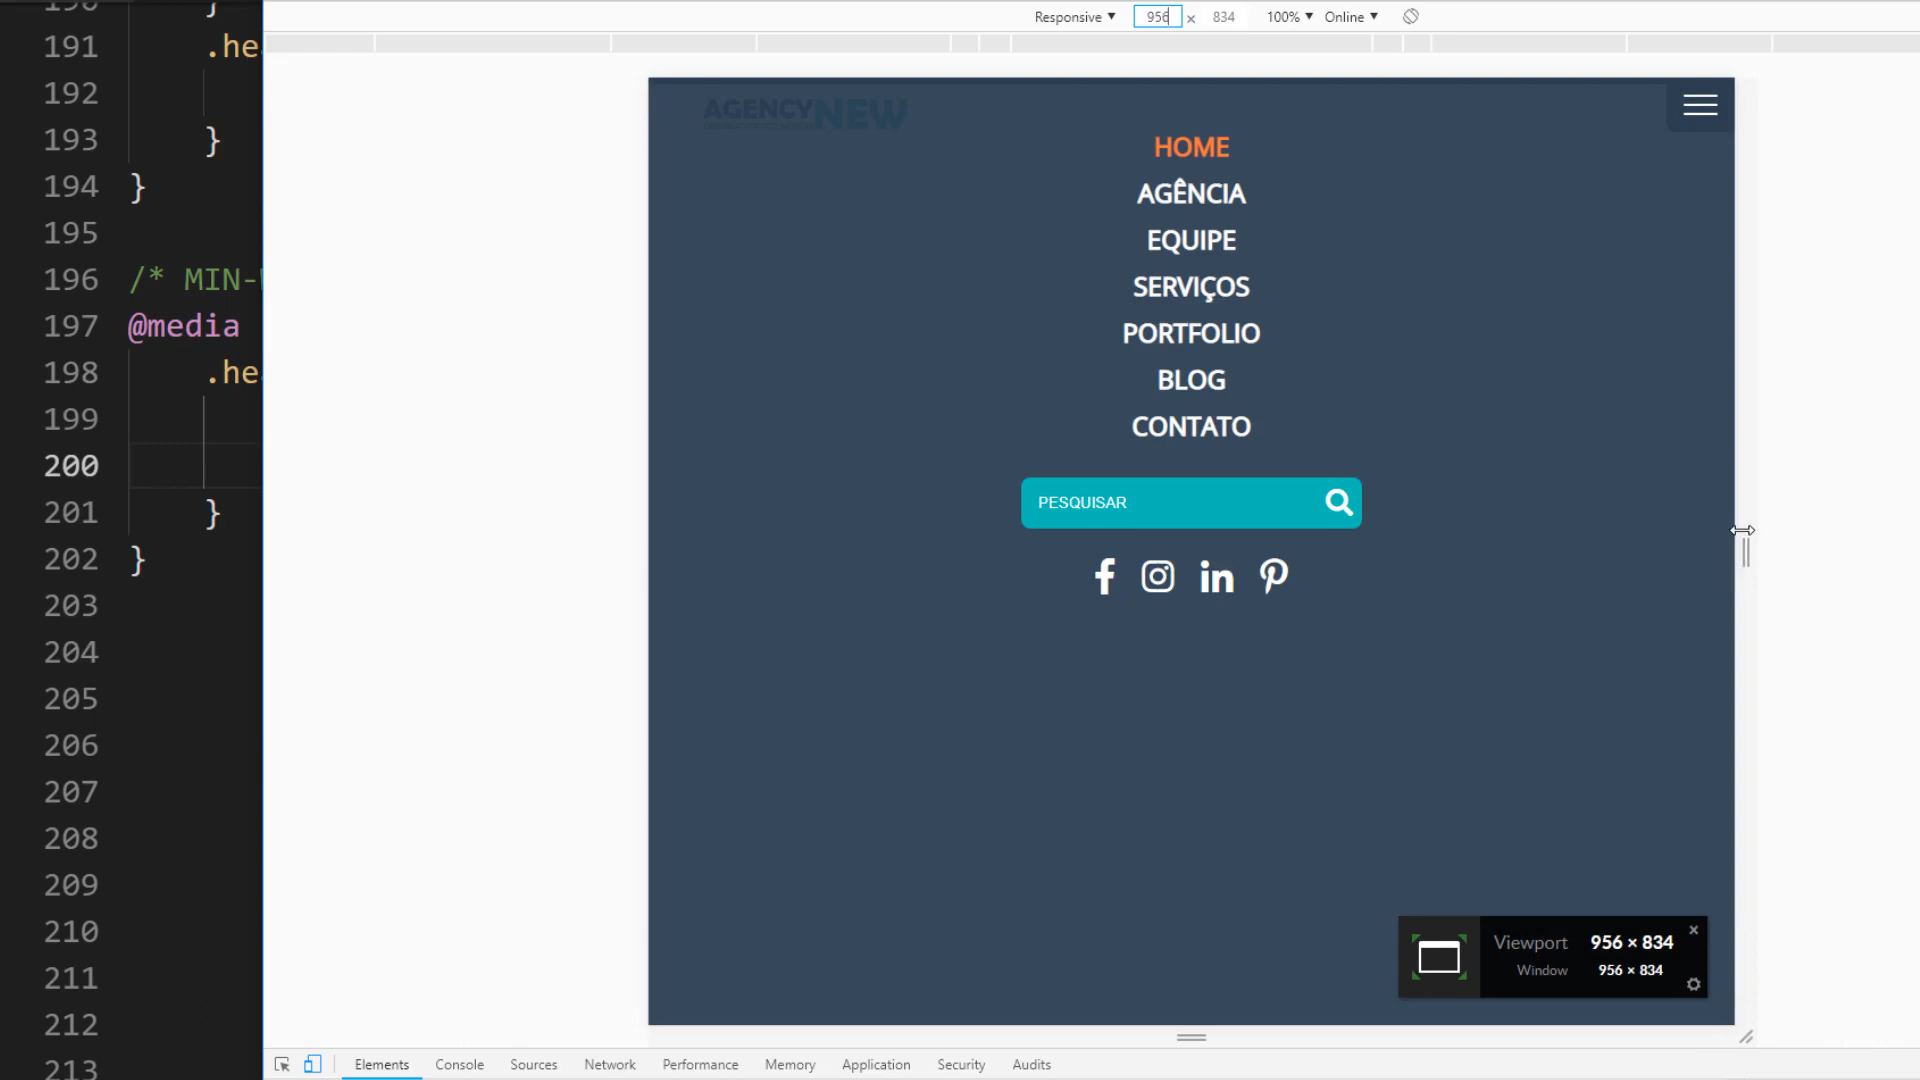 Responsive ▼ 956 × 834 100% ▼ Online ▼
190 }
191 .he
192
193 }
194 }
195
196 /* MIN-
197 @media
198 .he
199
200
201 }
202 }
203
204
205
206
207
208
209
210
211
212
213
AGENCYNEW
HOME
AGÊNCIA
EQUIPE
SERVIÇOS
PORTFOLIO
BLOG
CONTATO
PESQUISAR
Viewport 956 × 834
Window 956 × 834
Elements Console Sources Network Performance Memory Application Security Audits